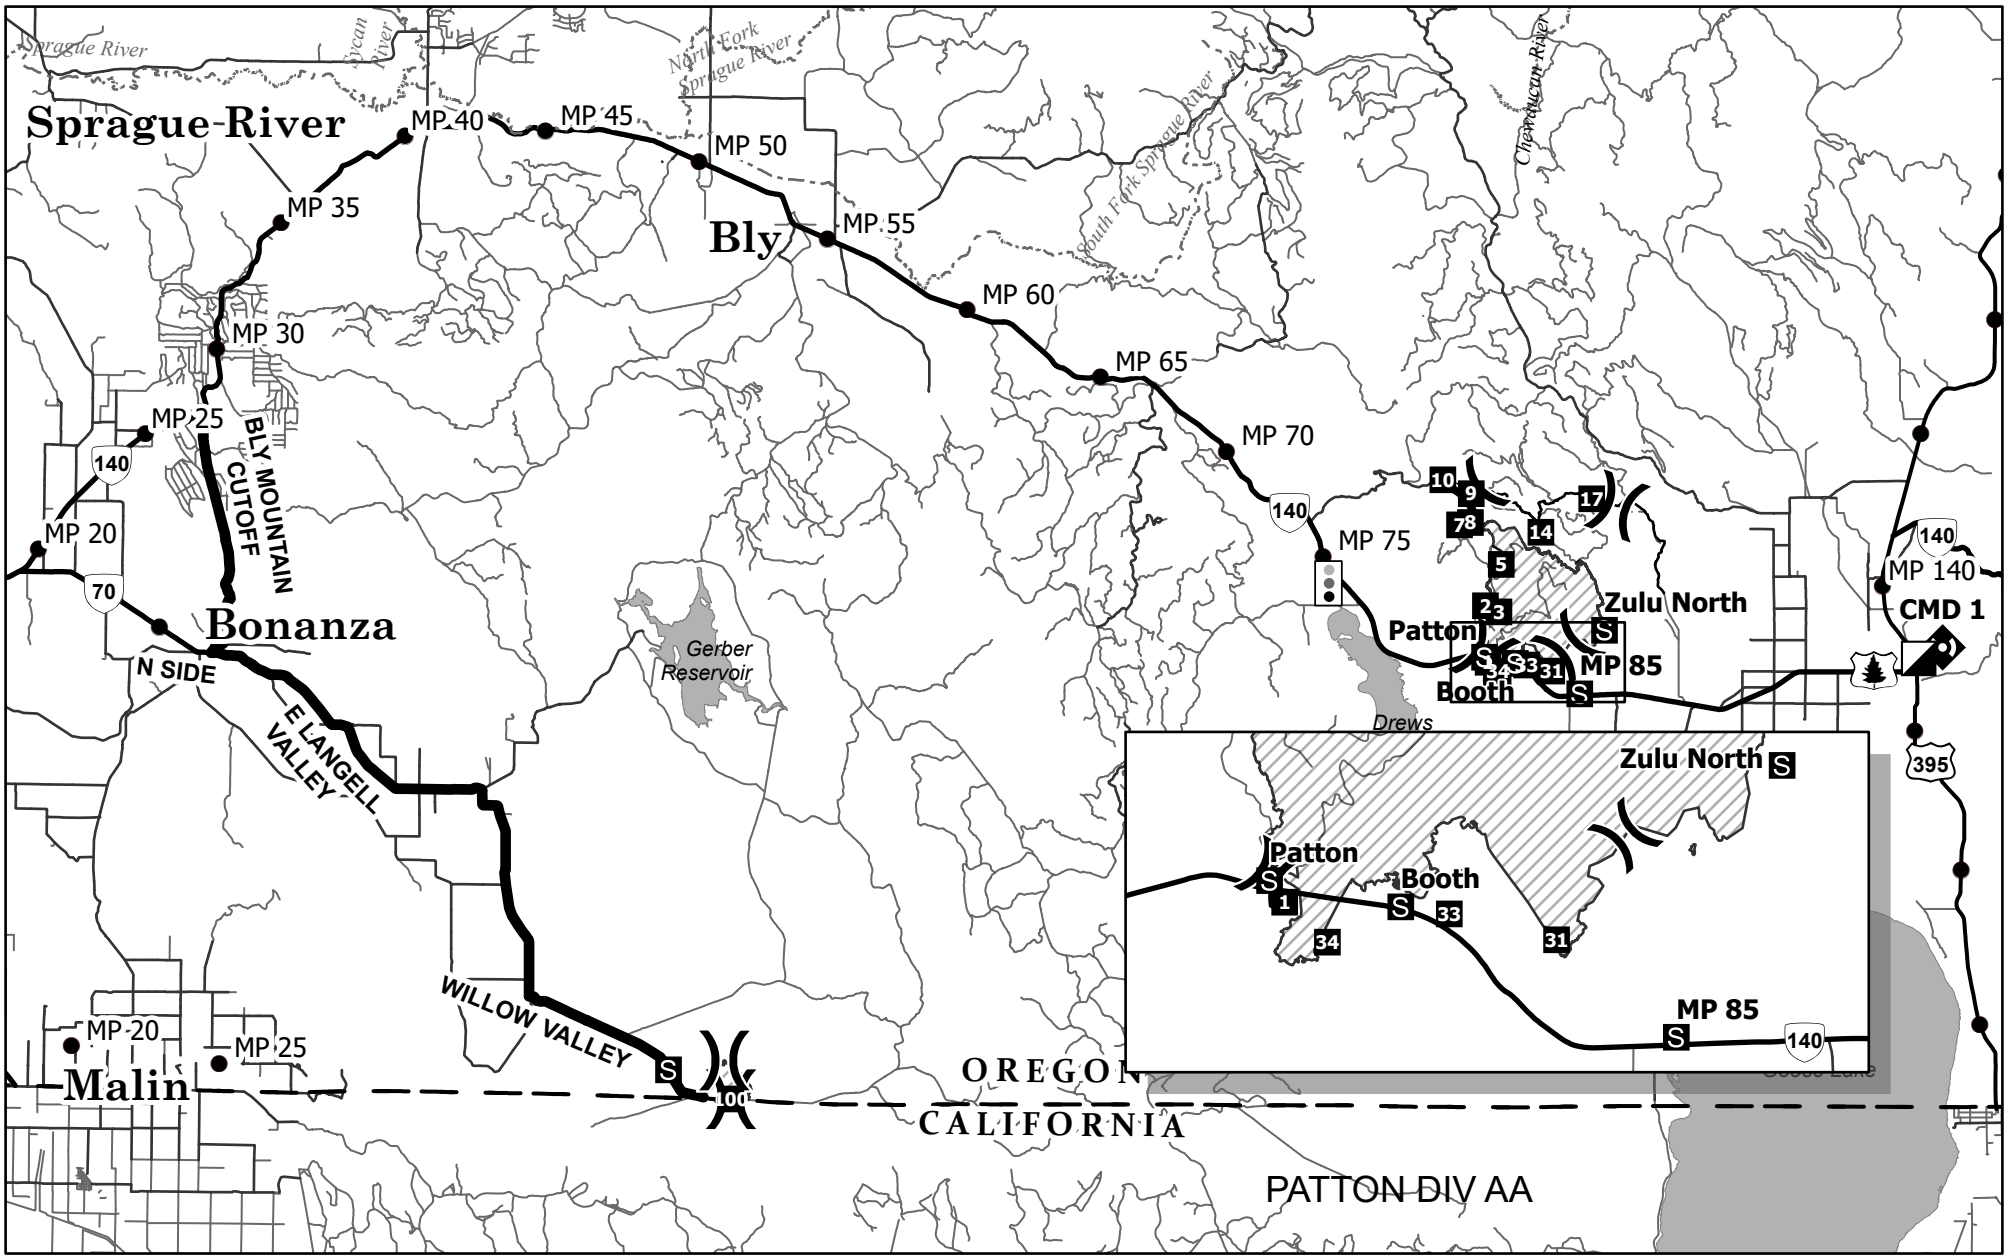 Sprague River
Sycan
River
North Fork
Sprague River
South Fork Sprague River
Chewaucan River
Sprague River
MP 40
MP 45
MP 50
MP 35
Bly
MP 55
MP 60
MP 30
MP 65
MP 25
140
BLY MOUNTAIN
CUTOFF
MP 70
140
MP 20
MP 75
10
9
7
8
17
14
5
2
3
140
MP 140
70
Bonanza
N SIDE
Zulu North
S
Patton
S
34
S
33
31
MP 85
Booth
S
CMD 1
Gerber
Reservoir
E LANGELL
VALLEY
Drews
395
Zulu North
S
Patton
S
1
Booth
S
33
34
31
MP 85
S
140
WILLOW VALLEY
S
MP 20
MP 25
Malin
100
OREGON
CALIFORNIA
Goose Lake
PATTON DIV AA